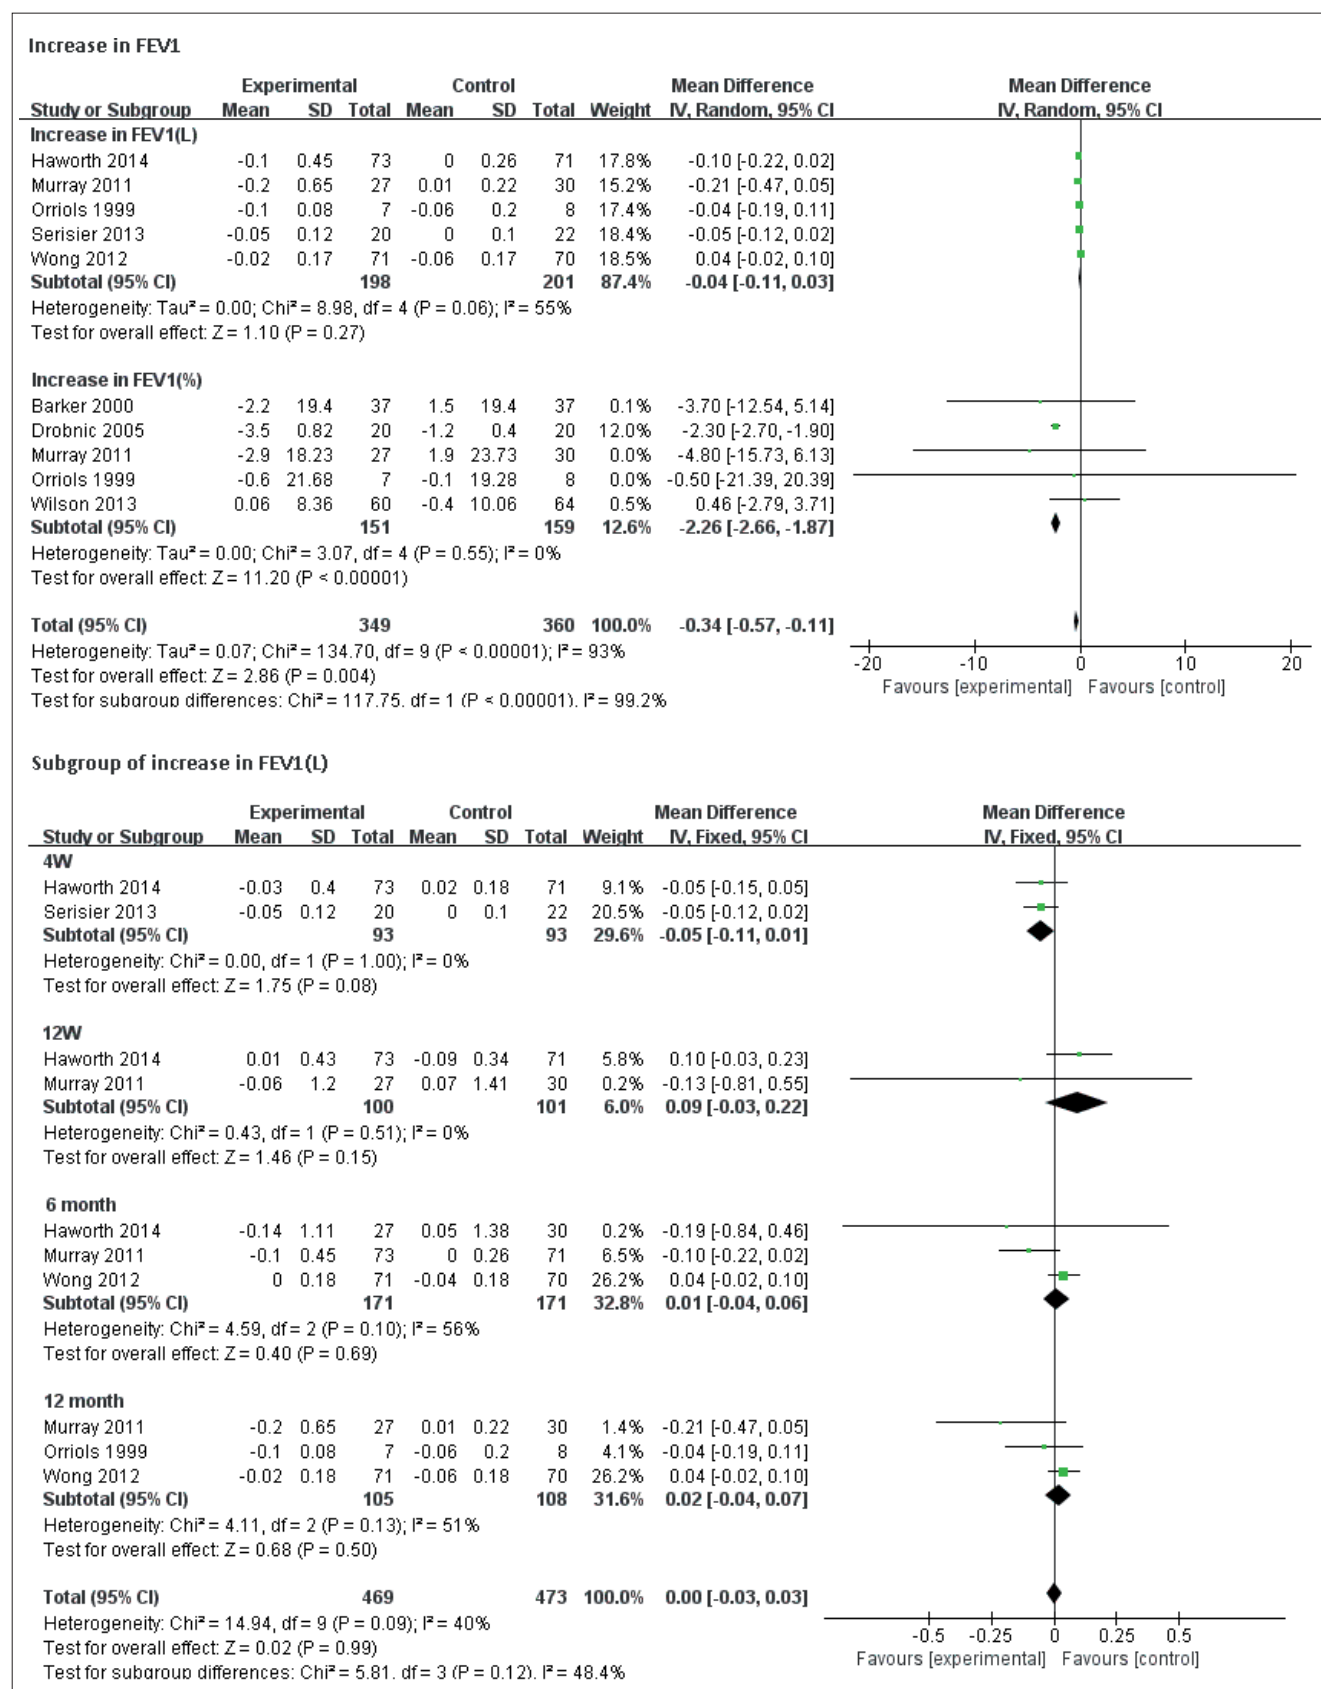 Increase in FEV1
Experimental Control Mean Difference Mean Difference
Study or Subgroup Mean SD Total Mean SD Total Weight IV, Random, 95% CI IV, Random, 95% CI
Increase in FEV1(L)
Haworth 2014 -0.1 0.45 73 0 0.26 71 17.8% -0.10 [-0.22, 0.02]
Murray 2011 -0.2 0.65 27 0.01 0.22 30 15.2% -0.21 [-0.47, 0.05]
Orriols 1999 -0.1 0.08 7 -0.06 0.2 8 17.4% -0.04 [-0.19, 0.11]
Serisier 2013 -0.05 0.12 20 0 0.1 22 18.4% -0.05 [-0.12, 0.02]
Wong 2012 -0.02 0.17 71 -0.06 0.17 70 18.5% 0.04 [-0.02, 0.10]
Subtotal (95% CI) 198 201 87.4% -0.04 [-0.11, 0.03]
Heterogeneity: Tau² = 0.00; Chi² = 8.98, df = 4 (P = 0.06); I² = 55%
Test for overall effect: Z = 1.10 (P = 0.27)
Increase in FEV1(%)
Barker 2000 -2.2 19.4 37 1.5 19.4 37 0.1% -3.70 [-12.54, 5.14]
Drobnic 2005 -3.5 0.82 20 -1.2 0.4 20 12.0% -2.30 [-2.70, -1.90]
Murray 2011 -2.9 18.23 27 1.9 23.73 30 0.0% -4.80 [-15.73, 6.13]
Orriols 1999 -0.6 21.68 7 -0.1 19.28 8 0.0% -0.50 [-21.39, 20.39]
Wilson 2013 0.06 8.36 60 -0.4 10.06 64 0.5% 0.46 [-2.79, 3.71]
Subtotal (95% CI) 151 159 12.6% -2.26 [-2.66, -1.87]
Heterogeneity: Tau² = 0.00; Chi² = 3.07, df = 4 (P = 0.55); I² = 0%
Test for overall effect: Z = 11.20 (P < 0.00001)
Total (95% CI) 349 360 100.0% -0.34 [-0.57, -0.11]
Heterogeneity: Tau² = 0.07; Chi² = 134.70, df = 9 (P < 0.00001); I² = 93%
Test for overall effect: Z = 2.86 (P = 0.004)
Test for subgroup differences: Chi² = 117.75, df = 1 (P < 0.00001), I² = 99.2%
-20 -10 0 10 20
Favours [experimental] Favours [control]
Subgroup of increase in FEV1(L)
Experimental Control Mean Difference Mean Difference
Study or Subgroup Mean SD Total Mean SD Total Weight IV, Fixed, 95% CI IV, Fixed, 95% CI
4W
Haworth 2014 -0.03 0.4 73 0.02 0.18 71 9.1% -0.05 [-0.15, 0.05]
Serisier 2013 -0.05 0.12 20 0 0.1 22 20.5% -0.05 [-0.12, 0.02]
Subtotal (95% CI) 93 93 29.6% -0.05 [-0.11, 0.01]
Heterogeneity: Chi² = 0.00, df = 1 (P = 1.00); I² = 0%
Test for overall effect: Z = 1.75 (P = 0.08)
12W
Haworth 2014 0.01 0.43 73 -0.09 0.34 71 5.8% 0.10 [-0.03, 0.23]
Murray 2011 -0.06 1.2 27 0.07 1.41 30 0.2% -0.13 [-0.81, 0.55]
Subtotal (95% CI) 100 101 6.0% 0.09 [-0.03, 0.22]
Heterogeneity: Chi² = 0.43, df = 1 (P = 0.51); I² = 0%
Test for overall effect: Z = 1.46 (P = 0.15)
6 month
Haworth 2014 -0.14 1.11 27 0.05 1.38 30 0.2% -0.19 [-0.84, 0.46]
Murray 2011 -0.1 0.45 73 0 0.26 71 6.5% -0.10 [-0.22, 0.02]
Wong 2012 0 0.18 71 -0.04 0.18 70 26.2% 0.04 [-0.02, 0.10]
Subtotal (95% CI) 171 171 32.8% 0.01 [-0.04, 0.06]
Heterogeneity: Chi² = 4.59, df = 2 (P = 0.10); I² = 56%
Test for overall effect: Z = 0.40 (P = 0.69)
12 month
Murray 2011 -0.2 0.65 27 0.01 0.22 30 1.4% -0.21 [-0.47, 0.05]
Orriols 1999 -0.1 0.08 7 -0.06 0.2 8 4.1% -0.04 [-0.19, 0.11]
Wong 2012 -0.02 0.18 71 -0.06 0.18 70 26.2% 0.04 [-0.02, 0.10]
Subtotal (95% CI) 105 108 31.6% 0.02 [-0.04, 0.07]
Heterogeneity: Chi² = 4.11, df = 2 (P = 0.13); I² = 51%
Test for overall effect: Z = 0.68 (P = 0.50)
Total (95% CI) 469 473 100.0% 0.00 [-0.03, 0.03]
Heterogeneity: Chi² = 14.94, df = 9 (P = 0.09); I² = 40%
Test for overall effect: Z = 0.02 (P = 0.99)
Test for subgroup differences: Chi² = 5.81, df = 3 (P = 0.12), I² = 48.4%
-0.5 -0.25 0 0.25 0.5
Favours [experimental] Favours [control]